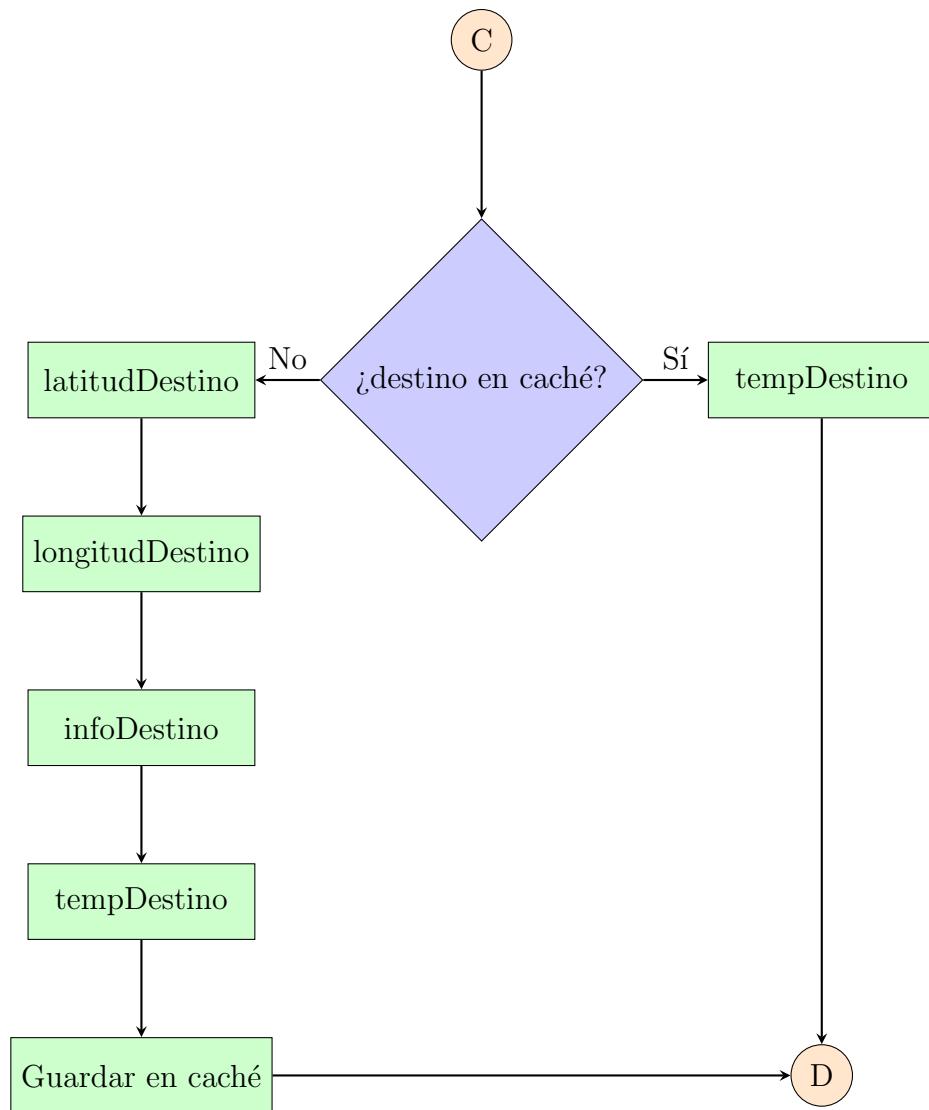 C
No
Sí
latitudDestino
¿destino en caché?
tempDestino
longitudDestino
infoDestino
tempDestino
Guardar en caché
D